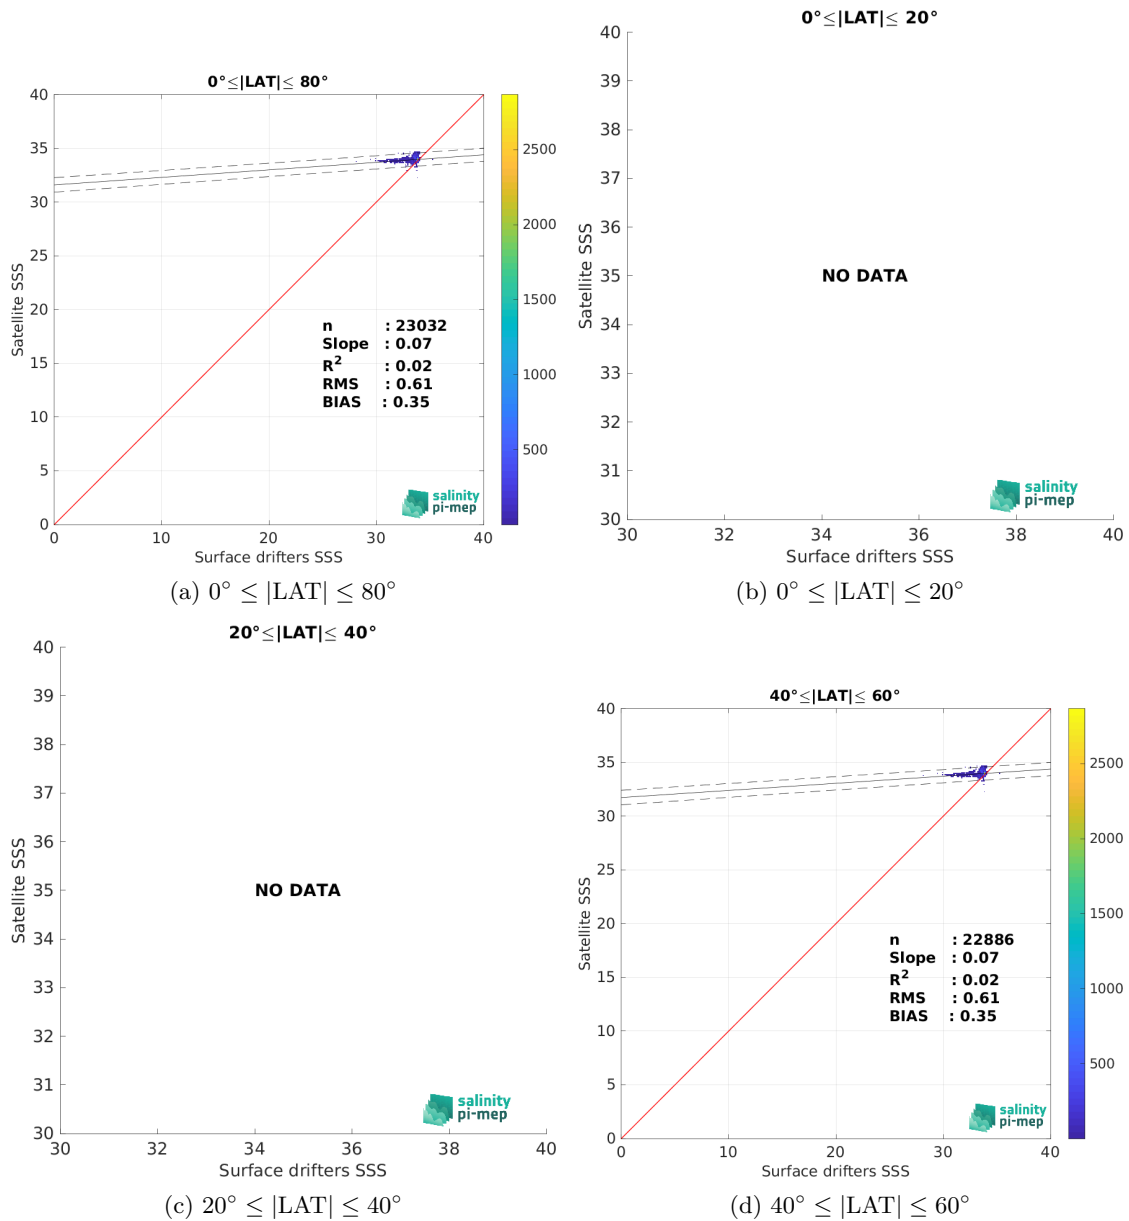 0°≤|LAT|≤ 80°
40
35
30
25
20
15
10
5
0
Satellite SSS
n : 23032
Slope : 0.07
R² : 0.02
RMS : 0.61
BIAS : 0.35
salinity
pi-mep
0 10 20 30 40
Surface drifters SSS
2500
2000
1500
1000
500
(a) 0° ≤ |LAT| ≤ 80°
0°≤|LAT|≤ 20°
40
39
38
37
36
35
34
33
32
31
30
Satellite SSS
NO DATA
salinity
pi-mep
30 32 34 36 38 40
Surface drifters SSS
(b) 0° ≤ |LAT| ≤ 20°
20°≤|LAT|≤ 40°
40
39
38
37
36
35
34
33
32
31
30
Satellite SSS
NO DATA
salinity
pi-mep
30 32 34 36 38 40
Surface drifters SSS
(c) 20° ≤ |LAT| ≤ 40°
40°≤|LAT|≤ 60°
40
35
30
25
20
15
10
5
0
Satellite SSS
n : 22886
Slope : 0.07
R² : 0.02
RMS : 0.61
BIAS : 0.35
salinity
pi-mep
0 10 20 30 40
Surface drifters SSS
2500
2000
1500
1000
500
(d) 40° ≤ |LAT| ≤ 60°